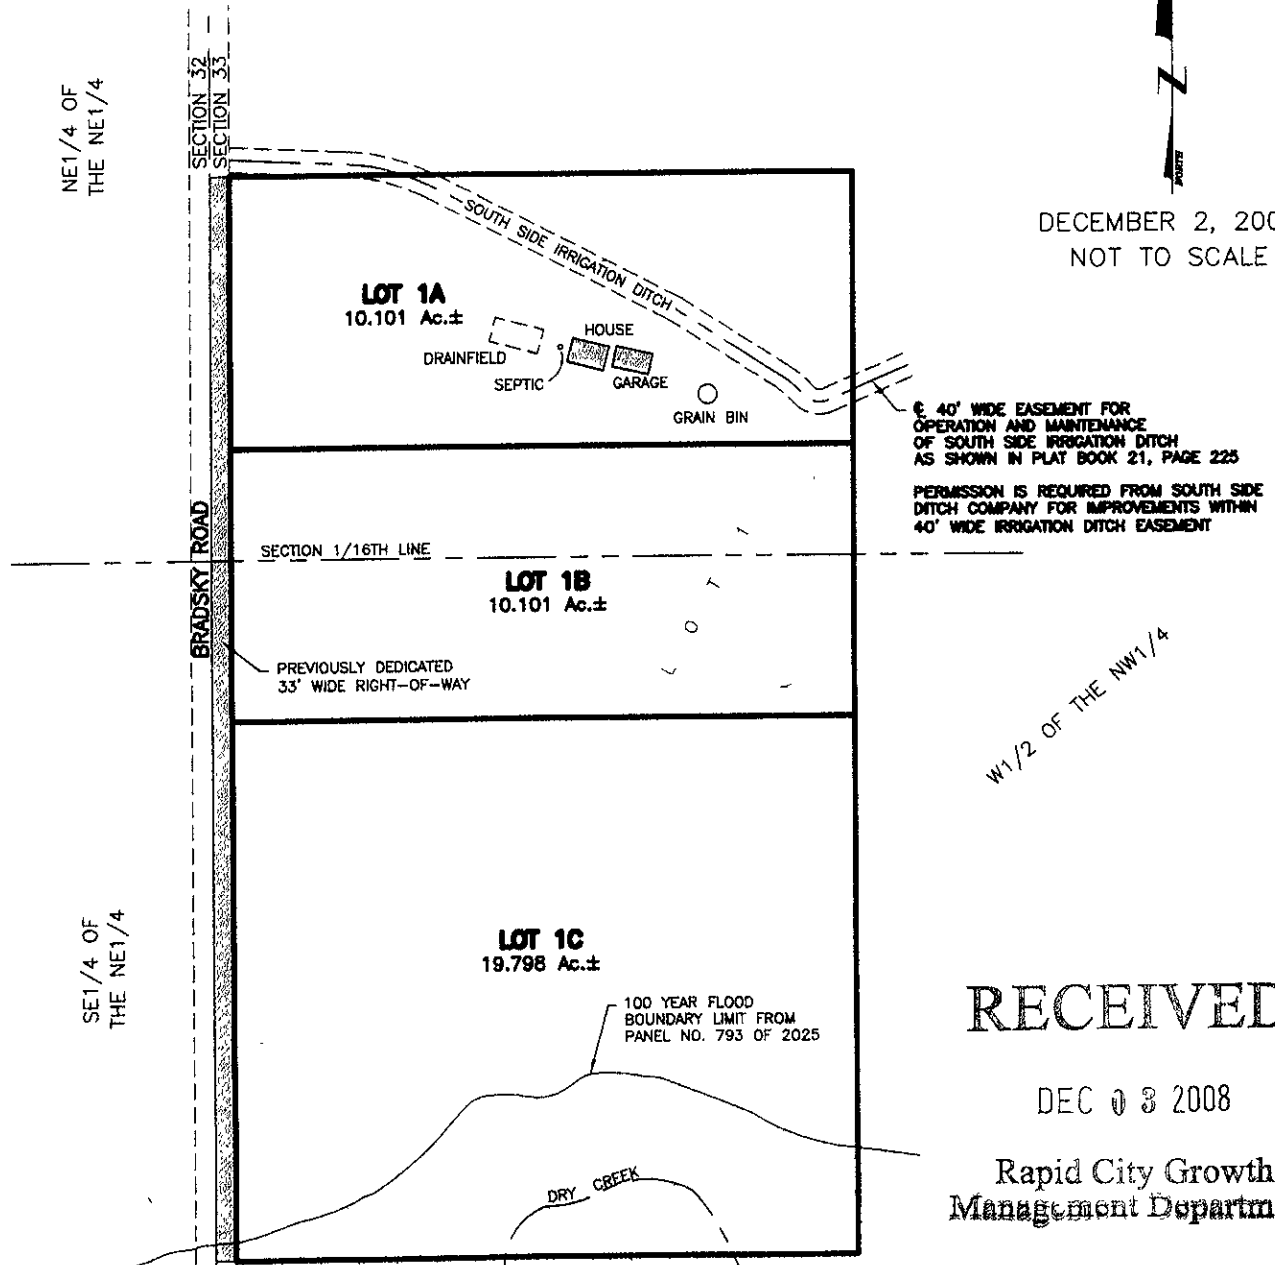 NE1/4 OF
THE NE1/4
SECTION 32
SECTION 33
NORTH
DECEMBER 2, 200
NOT TO SCALE
SOUTH SIDE IRRIGATION DITCH
LOT 1A
10.101 Ac.±
DRAINFIELD
SEPTIC
HOUSE
GARAGE
GRAIN BIN
℄ 40' WIDE EASEMENT FOR
OPERATION AND MAINTENANCE
OF SOUTH SIDE IRRIGATION DITCH
AS SHOWN IN PLAT BOOK 21, PAGE 225
PERMISSION IS REQUIRED FROM SOUTH SIDE
DITCH COMPANY FOR IMPROVEMENTS WITHIN
40' WIDE IRRIGATION DITCH EASEMENT
BRADSKY ROAD
SECTION 1/16TH LINE
LOT 1B
10.101 Ac.±
LOT 1
PREVIOUSLY DEDICATED
33' WIDE RIGHT-OF-WAY
W1/2 OF THE NW1/4
SE1/4 OF
THE NE1/4
LOT 1C
19.798 Ac.±
100 YEAR FLOOD
BOUNDARY LIMIT FROM
PANEL NO. 793 OF 2025
DRY CREEK
RECEIVED
DEC 03 2008
Rapid City Growth
Management Departm